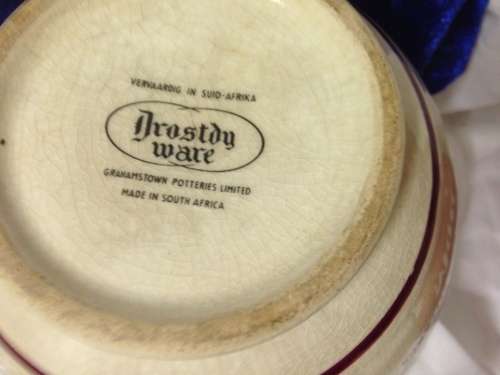 VERVAARDIG IN SUID-AFRIKA
Drostdy
ware
GRAHAMSTOWN POTTERIES LIMITED
MADE IN SOUTH AFRICA